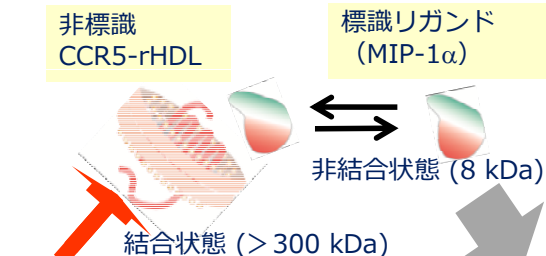 非標識
CCR5-rHDL
標識リガンド
（MIP-1α）
非結合状態 (8 kDa)
結合状態 (＞300 kDa)